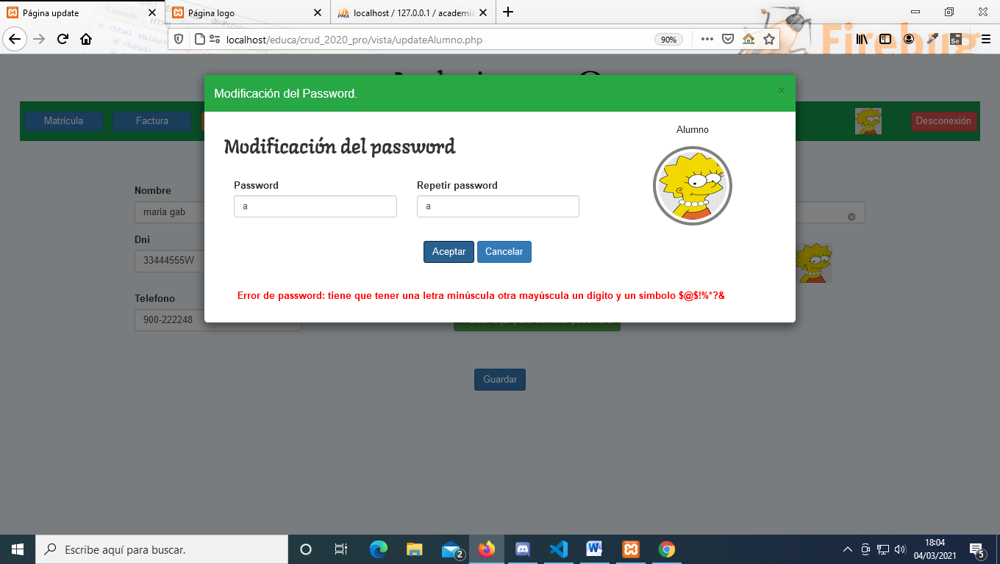 Página update
Página logo
localhost / 127.0.0.1 / academia
Firebug
localhost/educa/crud_2020_pro/vista/updateAlumno.php
90%
Modificación del Password.
×
Matrícula
Factura
Desconexión
Alumno
Modificación del password
Password
Repetir password
a
a
Nombre
maria gab
Dni
33444555W
Aceptar
Cancelar
Error de password: tiene que tener una letra minúscula otra mayúscula un dígito y un símbolo $@$!%*?&
Telefono
900-222248
Guardar
Escribe aquí para buscar.
2
18:04
04/03/2021
5